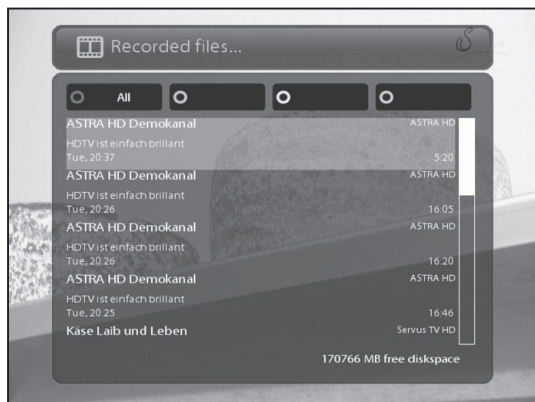 Recorded files...
All
ASTRA HD Demokanal ASTRA HD
HDTV ist einfach brillant
Tue, 20:37 5:20
ASTRA HD Demokanal ASTRA HD
HDTV ist einfach brillant
Tue, 20:26 16:05
ASTRA HD Demokanal ASTRA HD
HDTV ist einfach brillant
Tue, 20:26 16:20
ASTRA HD Demokanal ASTRA HD
HDTV ist einfach brillant
Tue, 20:25 16:46
Käse Laib und Leben Servus TV HD
170766 MB free diskspace